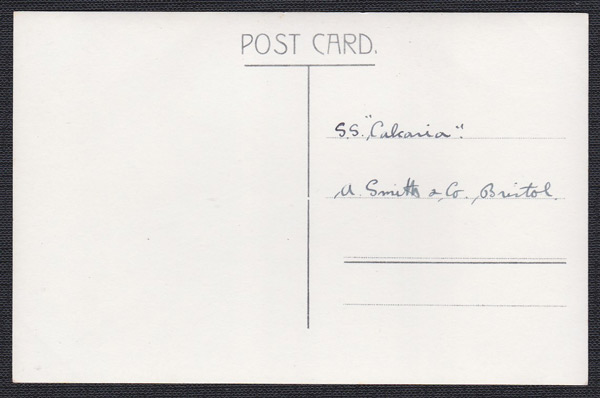 POST CARD.
S.S. "Calcaria".
W. Smith & Co. Bristol.